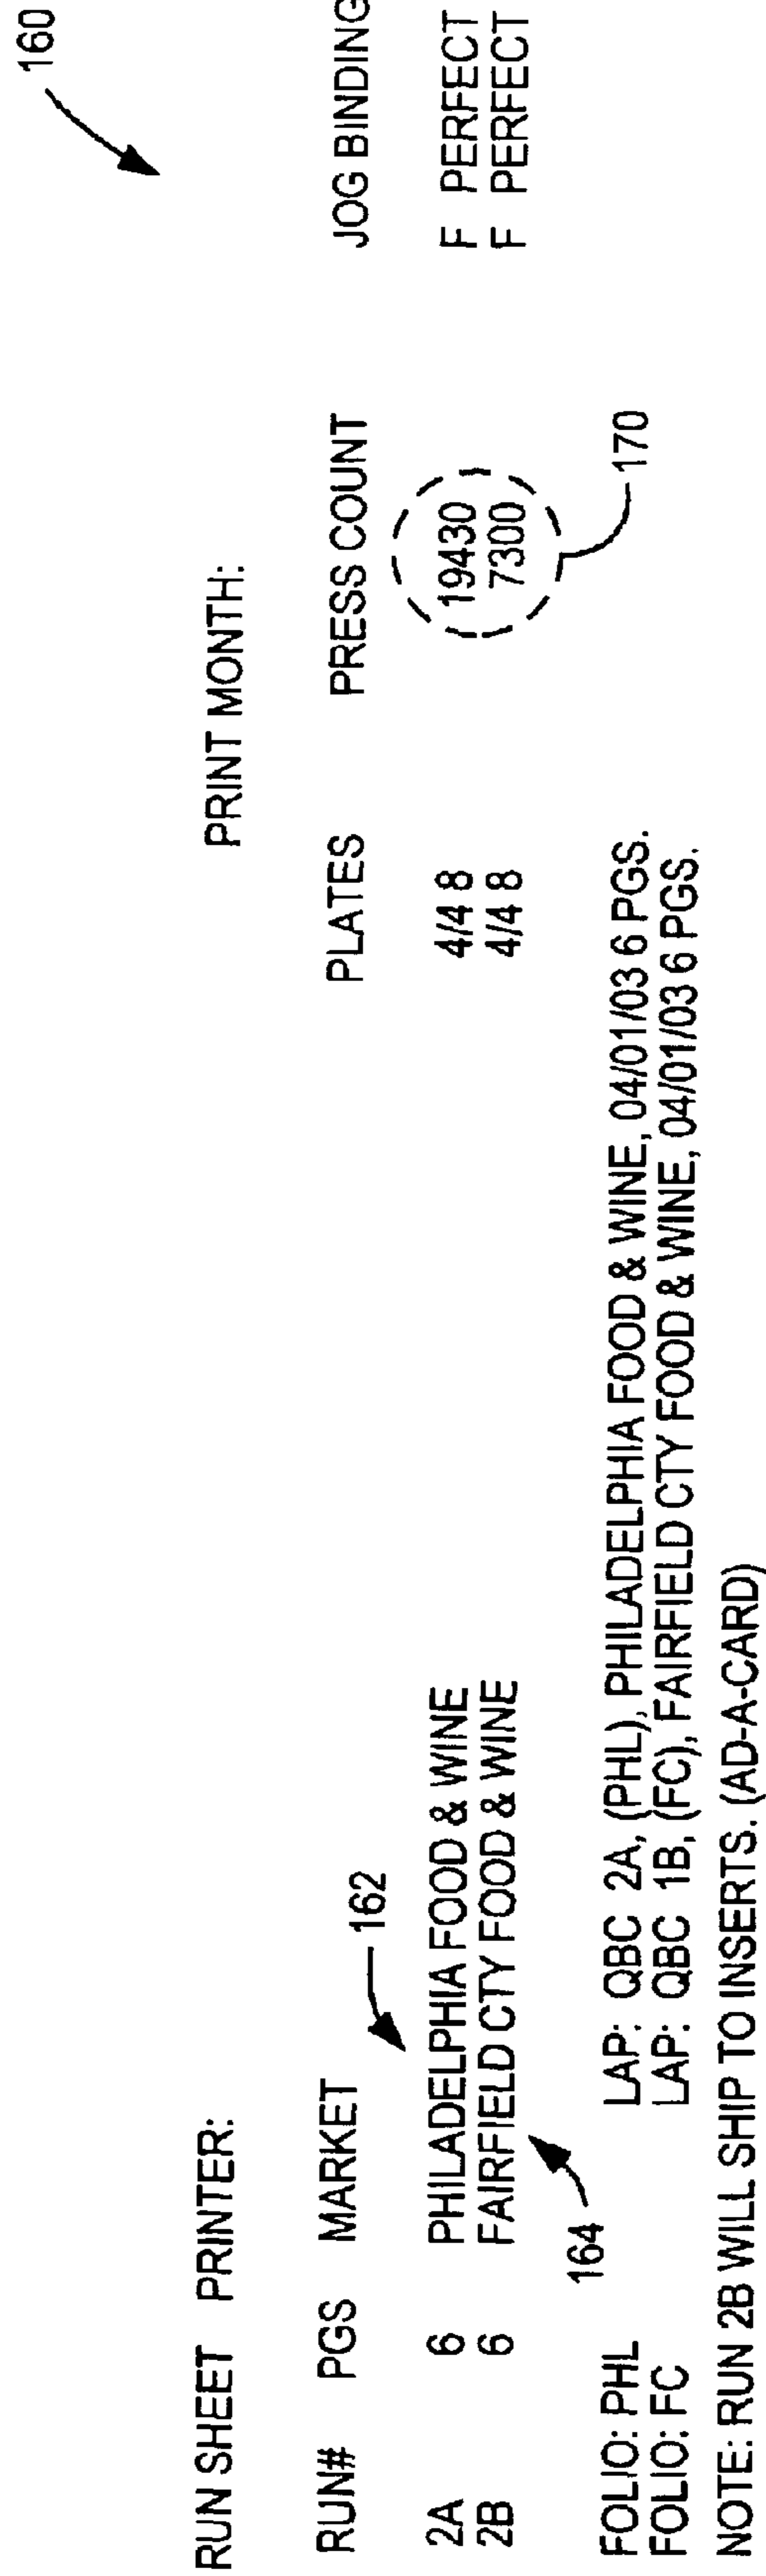 160
RUN SHEET PRINTER: PRINT MONTH:
RUN# PGS MARKET PLATES PRESS COUNT JOG BINDING
162
2A 6 PHILADELPHIA FOOD & WINE 4/4 8 19430 F PERFECT
2B 6 FAIRFIELD CTY FOOD & WINE 4/4 8 7300 F PERFECT
164
170
FOLIO: PHL LAP: QBC 2A, (PHL), PHILADELPHIA FOOD & WINE, 04/01/03 6 PGS.
FOLIO: FC LAP: QBC 1B, (FC), FAIRFIELD CTY FOOD & WINE, 04/01/03 6 PGS.
NOTE: RUN 2B WILL SHIP TO INSERTS. (AD-A-CARD)